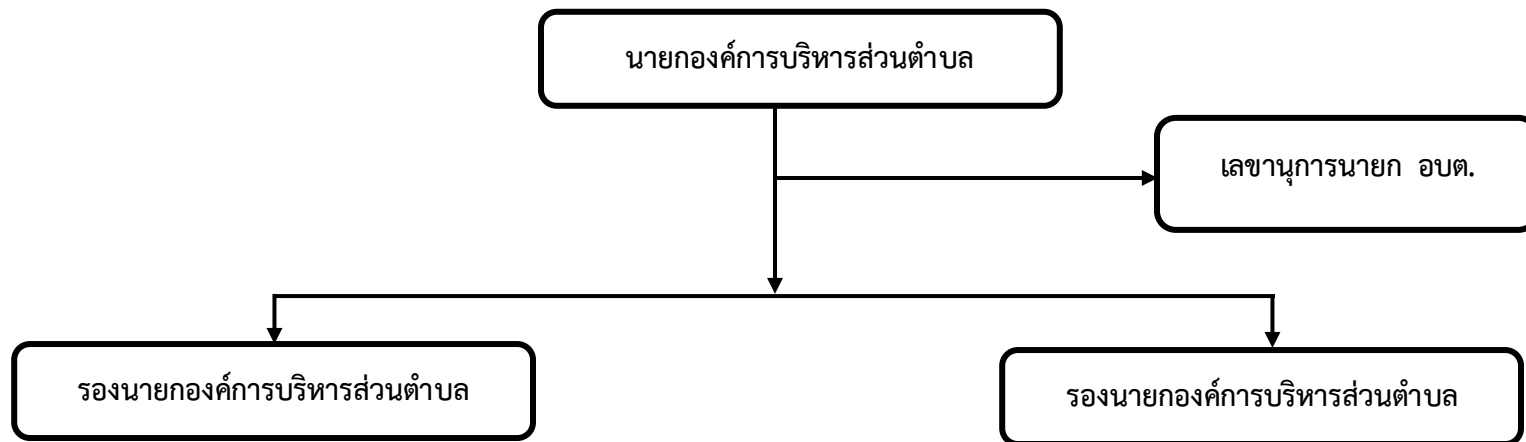 นายกองค์การบริหารส่วนตำบล
เลขานุการนายก อบต.
รองนายกองค์การบริหารส่วนตำบล
รองนายกองค์การบริหารส่วนตำบล